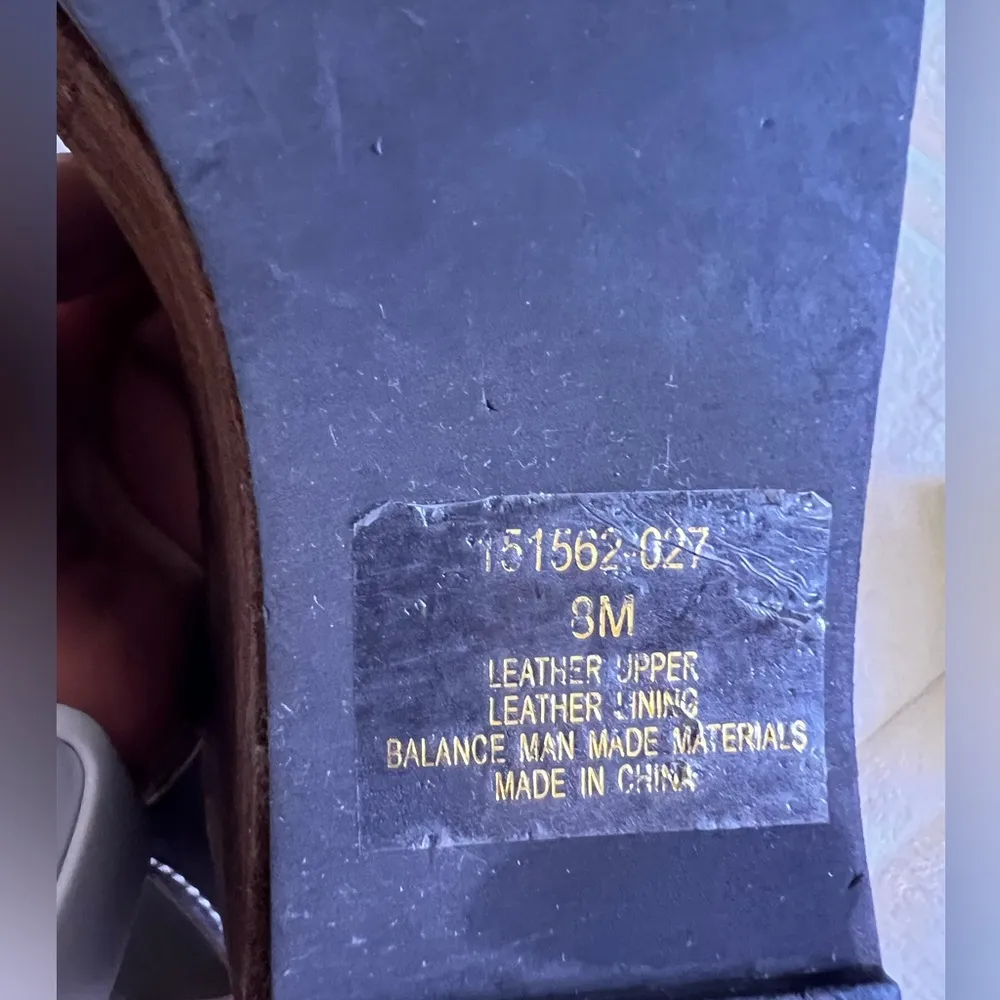 151562-027
8M
LEATHER UPPER
LEATHER LINING
BALANCE MAN MADE MATERIALS
MADE IN CHINA